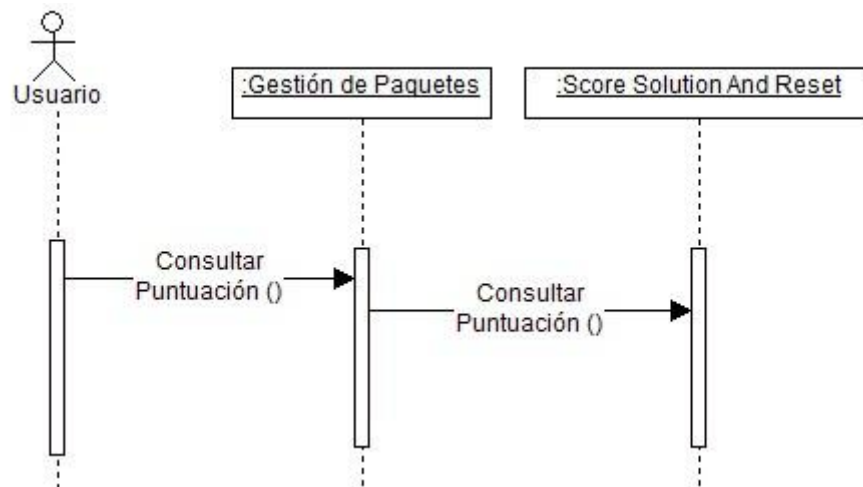 Usuario
:Gestión de Paquetes
:Score Solution And Reset
Consultar
Puntuación ()
Consultar
Puntuación ()